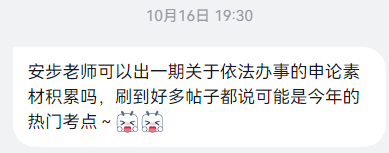 10月16日 19:30
安步老师可以出一期关于依法办事的申论素
材积累吗，刷到好多帖子都说可能是今年的
热门考点~